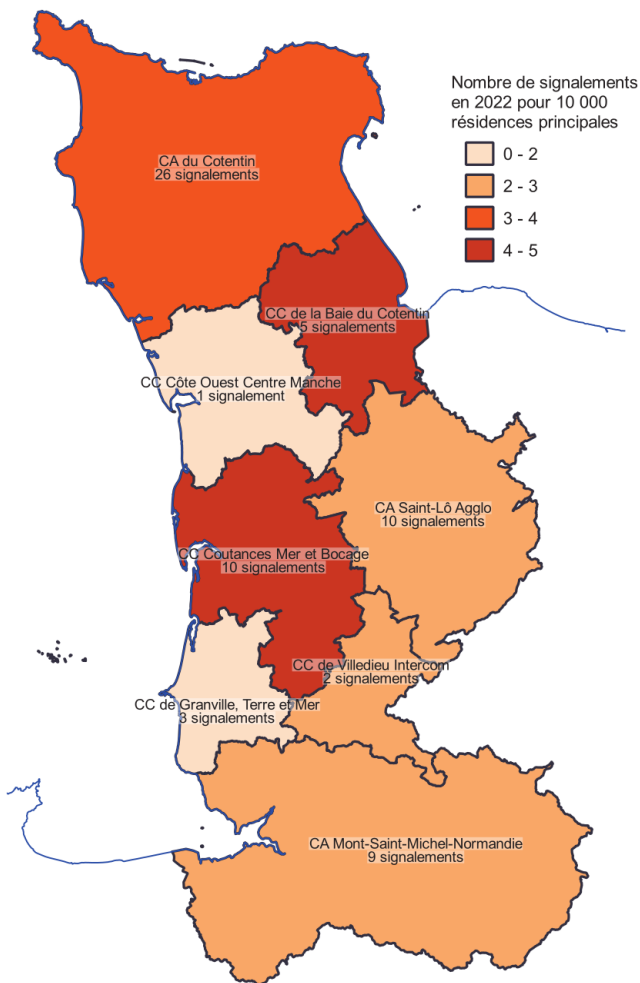 Nombre de signalements
en 2022 pour 10 000
résidences principales
0 - 2
2 - 3
3 - 4
4 - 5
CA du Cotentin
26 signalements
CC de la Baie du Cotentin
5 signalements
CC Côte Ouest Centre Manche
1 signalement
CA Saint-Lô Agglo
10 signalements
CC Coutances Mer et Bocage
10 signalements
CC de Villedieu Intercom
2 signalements
CC de Granville, Terre et Mer
3 signalements
CA Mont-Saint-Michel-Normandie
9 signalements